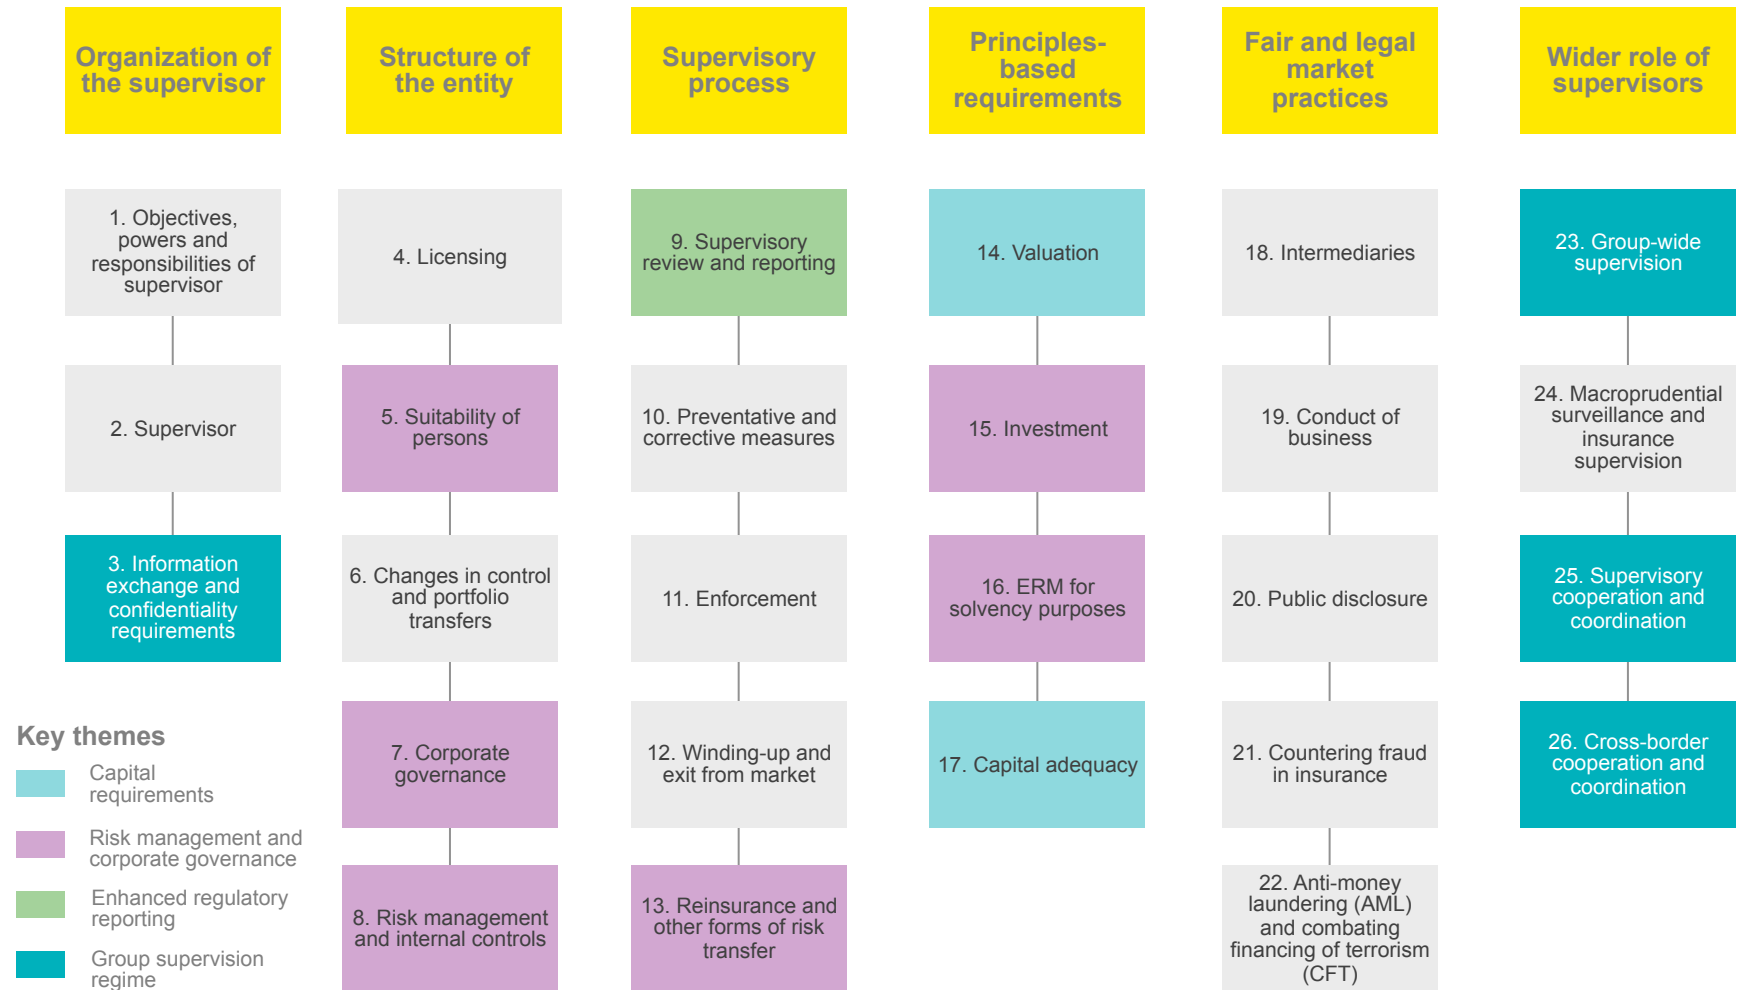 Organization of
the supervisor
Structure of
the entity
Supervisory
process
Principles-
based
requirements
Fair and legal
market
practices
Wider role of
supervisors
1. Objectives,
powers and
responsibilities of
supervisor
2. Supervisor
3. Information
exchange and
confidentiality
requirements
4. Licensing
5. Suitability of
persons
6. Changes in control
and portfolio
transfers
7. Corporate
governance
8. Risk management
and internal controls
9. Supervisory
review and reporting
10. Preventative and
corrective measures
11. Enforcement
12. Winding-up and
exit from market
13. Reinsurance and
other forms of risk
transfer
14. Valuation
15. Investment
16. ERM for
solvency purposes
17. Capital adequacy
18. Intermediaries
19. Conduct of
business
20. Public disclosure
21. Countering fraud
in insurance
22. Anti-money
laundering (AML)
and combating
financing of terrorism
(CFT)
23. Group-wide
supervision
24. Macroprudential
surveillance and
insurance
supervision
25. Supervisory
cooperation and
coordination
26. Cross-border
cooperation and
coordination
Key themes
Capital
requirements
Risk management and
corporate governance
Enhanced regulatory
reporting
Group supervision
regime